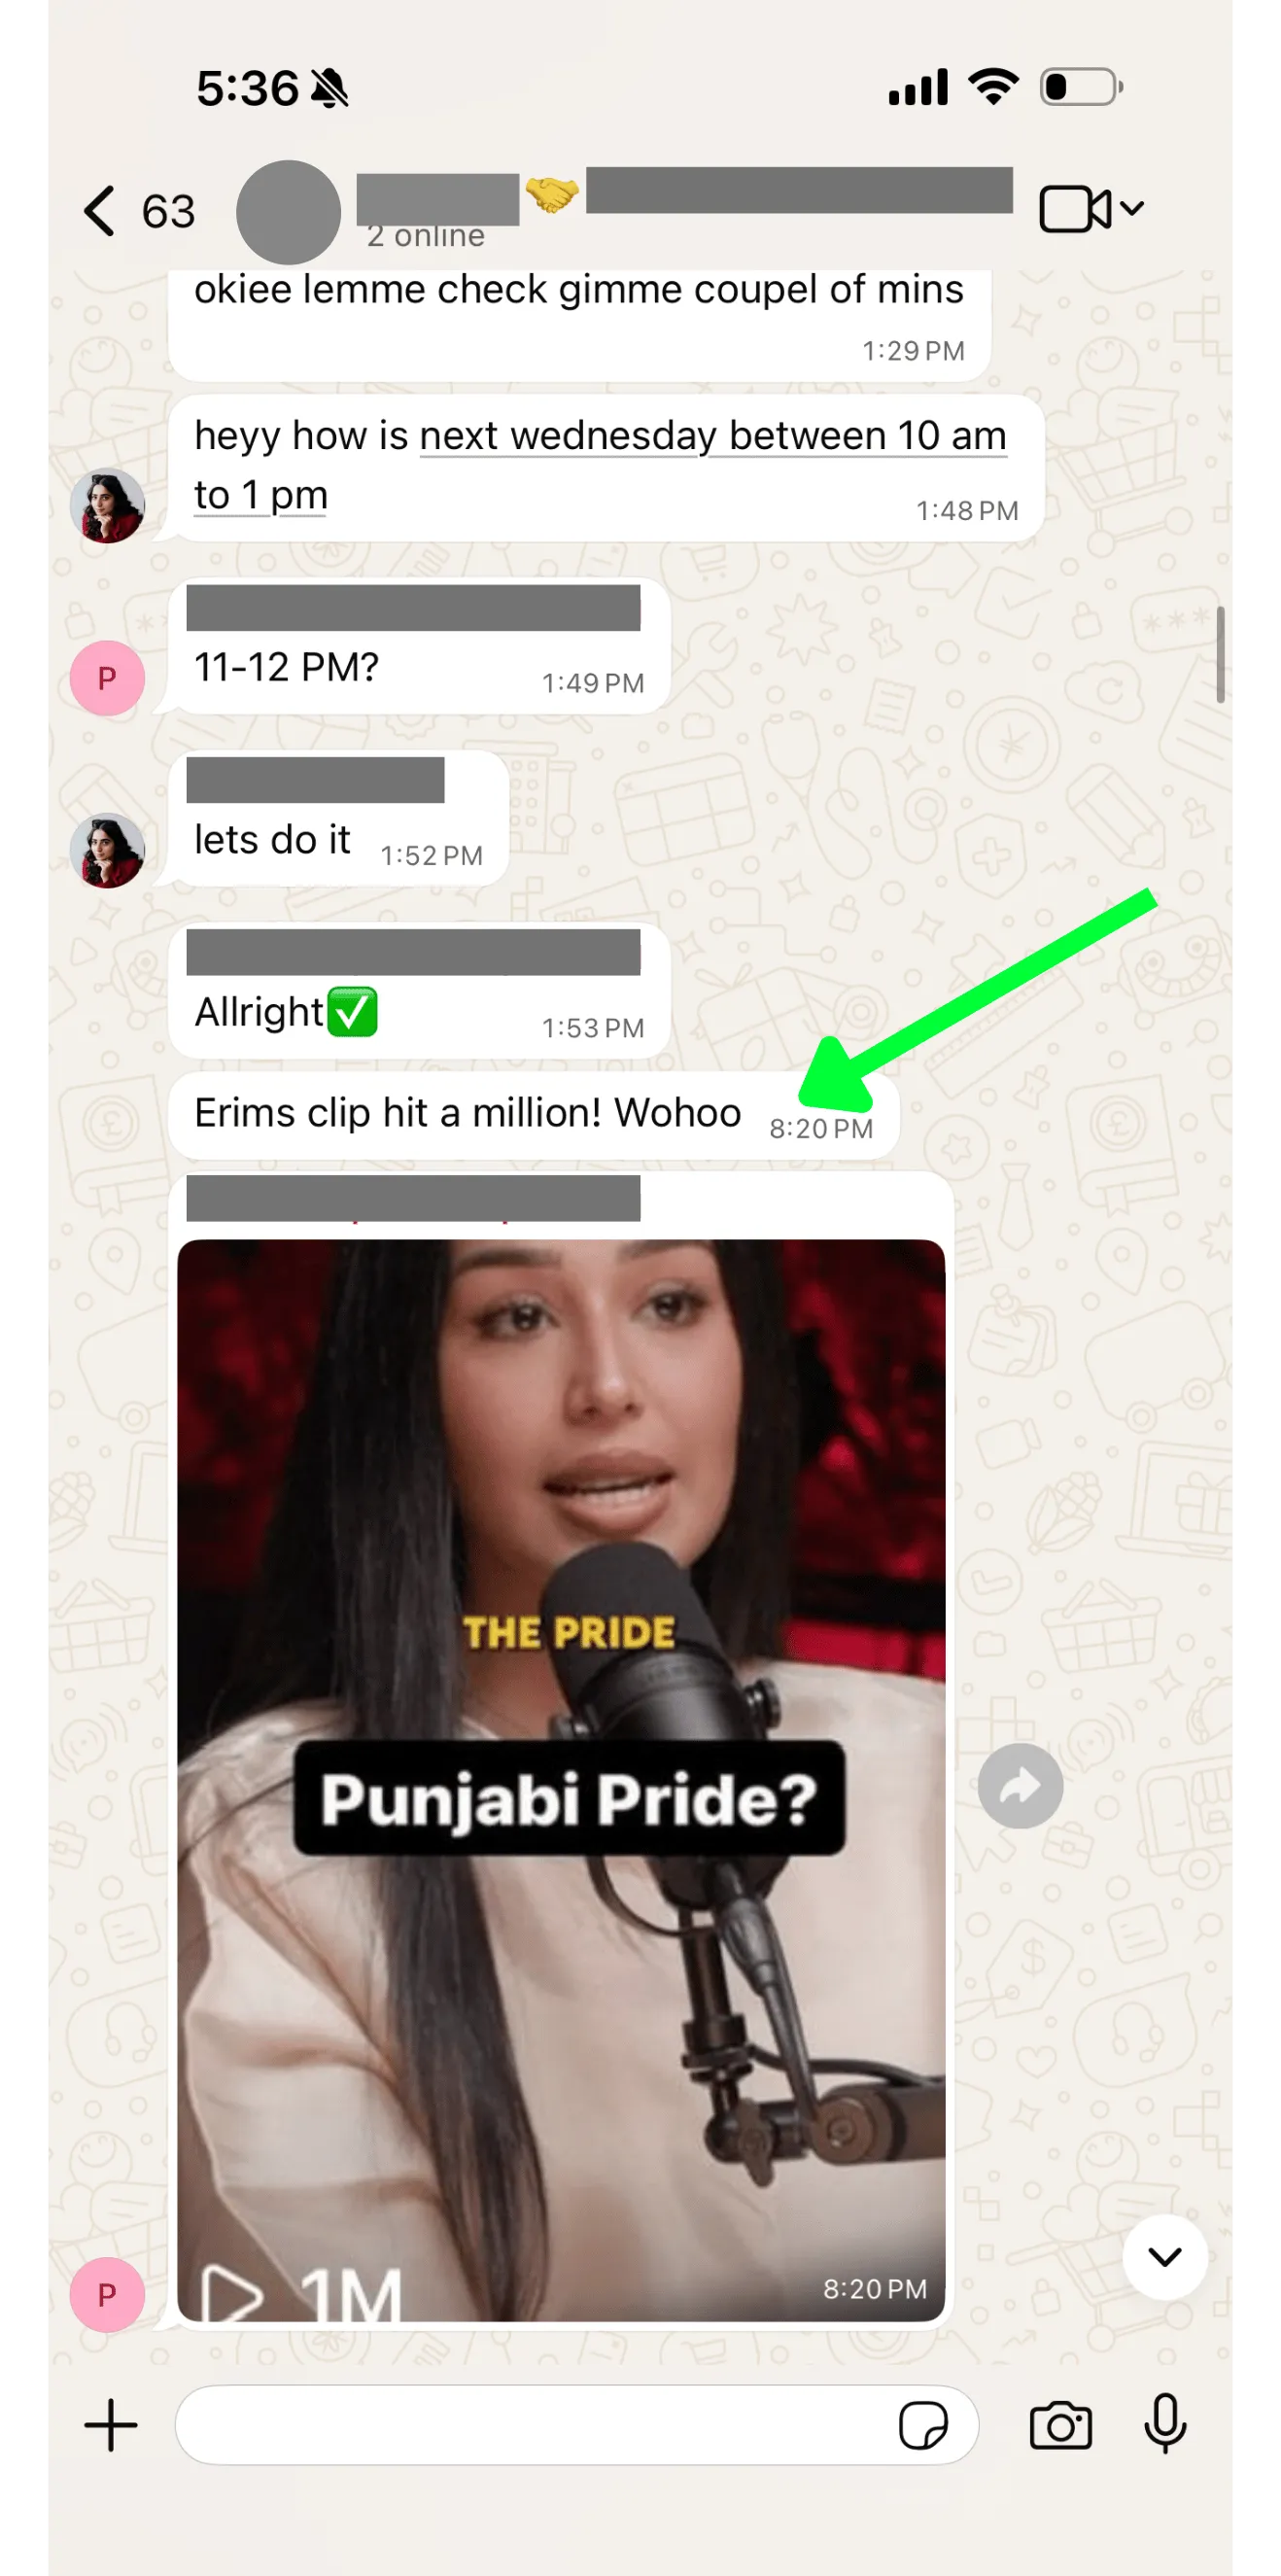 5:36
63
2 online
okiee lemme check gimme coupel of mins
1:29 PM
heyy how is next wednesday between 10 am
to 1 pm
1:48 PM
P
11-12 PM?
1:49 PM
lets do it
1:52 PM
Allright✅
1:53 PM
Erims clip hit a million! Wohoo
8:20 PM
THE PRIDE
Punjabi Pride?
1M
8:20 PM
P